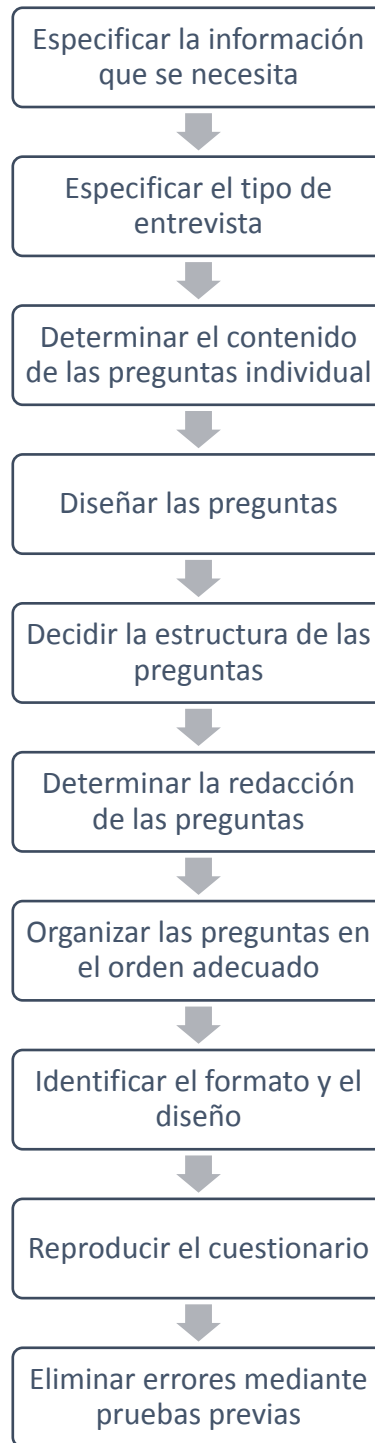 Especificar la información
que se necesita
Especificar el tipo de
entrevista
Determinar el contenido
de las preguntas individual
Diseñar las preguntas
Decidir la estructura de las
preguntas
Determinar la redacción
de las preguntas
Organizar las preguntas en
el orden adecuado
Identificar el formato y el
diseño
Reproducir el cuestionario
Eliminar errores mediante
pruebas previas